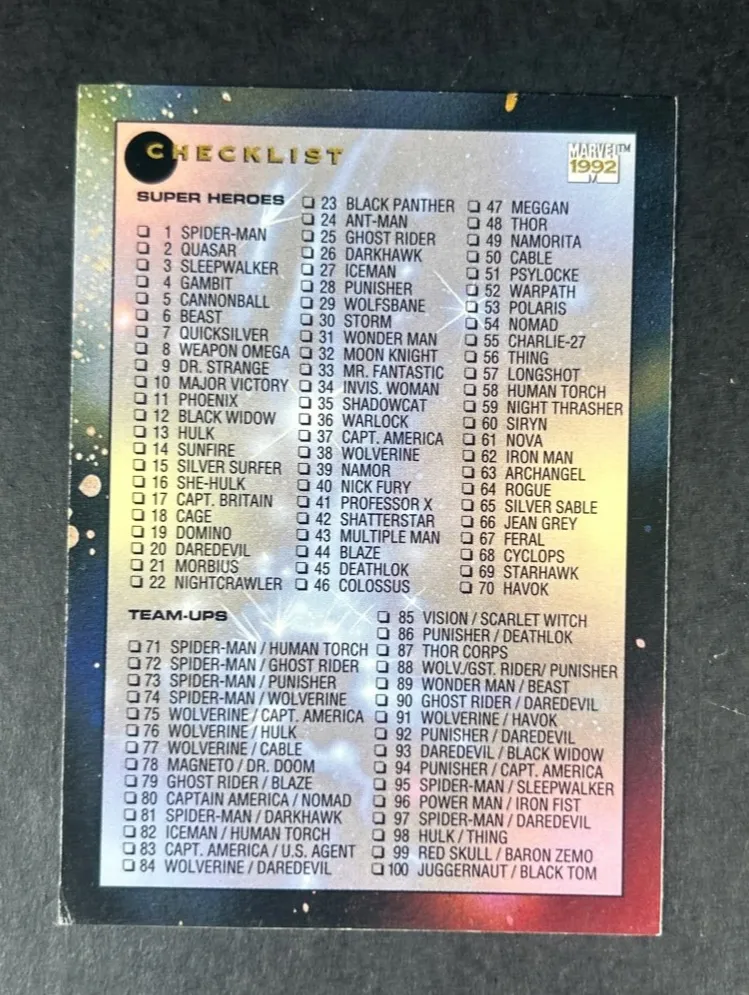 CHECKLIST
MARVEL™
1992
SUPER HEROES
❑ 1 SPIDER-MAN
❑ 2 QUASAR
❑ 3 SLEEPWALKER
❑ 4 GAMBIT
❑ 5 CANNONBALL
❑ 6 BEAST
❑ 7 QUICKSILVER
❑ 8 WEAPON OMEGA
❑ 9 DR. STRANGE
❑ 10 MAJOR VICTORY
❑ 11 PHOENIX
❑ 12 BLACK WIDOW
❑ 13 HULK
❑ 14 SUNFIRE
❑ 15 SILVER SURFER
❑ 16 SHE-HULK
❑ 17 CAPT. BRITAIN
❑ 18 CAGE
❑ 19 DOMINO
❑ 20 DAREDEVIL
❑ 21 MORBIUS
❑ 22 NIGHTCRAWLER
❑ 23 BLACK PANTHER
❑ 24 ANT-MAN
❑ 25 GHOST RIDER
❑ 26 DARKHAWK
❑ 27 ICEMAN
❑ 28 PUNISHER
❑ 29 WOLFSBANE
❑ 30 STORM
❑ 31 WONDER MAN
❑ 32 MOON KNIGHT
❑ 33 MR. FANTASTIC
❑ 34 INVIS. WOMAN
❑ 35 SHADOWCAT
❑ 36 WARLOCK
❑ 37 CAPT. AMERICA
❑ 38 WOLVERINE
❑ 39 NAMOR
❑ 40 NICK FURY
❑ 41 PROFESSOR X
❑ 42 SHATTERSTAR
❑ 43 MULTIPLE MAN
❑ 44 BLAZE
❑ 45 DEATHLOK
❑ 46 COLOSSUS
❑ 47 MEGGAN
❑ 48 THOR
❑ 49 NAMORITA
❑ 50 CABLE
❑ 51 PSYLOCKE
❑ 52 WARPATH
❑ 53 POLARIS
❑ 54 NOMAD
❑ 55 CHARLIE-27
❑ 56 THING
❑ 57 LONGSHOT
❑ 58 HUMAN TORCH
❑ 59 NIGHT THRASHER
❑ 60 SIRYN
❑ 61 NOVA
❑ 62 IRON MAN
❑ 63 ARCHANGEL
❑ 64 ROGUE
❑ 65 SILVER SABLE
❑ 66 JEAN GREY
❑ 67 FERAL
❑ 68 CYCLOPS
❑ 69 STARHAWK
❑ 70 HAVOK
TEAM-UPS
❑ 71 SPIDER-MAN / HUMAN TORCH
❑ 72 SPIDER-MAN / GHOST RIDER
❑ 73 SPIDER-MAN / PUNISHER
❑ 74 SPIDER-MAN / WOLVERINE
❑ 75 WOLVERINE / CAPT. AMERICA
❑ 76 WOLVERINE / HULK
❑ 77 WOLVERINE / CABLE
❑ 78 MAGNETO / DR. DOOM
❑ 79 GHOST RIDER / BLAZE
❑ 80 CAPTAIN AMERICA / NOMAD
❑ 81 SPIDER-MAN / DARKHAWK
❑ 82 ICEMAN / HUMAN TORCH
❑ 83 CAPT. AMERICA / U.S. AGENT
❑ 84 WOLVERINE / DAREDEVIL
❑ 85 VISION / SCARLET WITCH
❑ 86 PUNISHER / DEATHLOK
❑ 87 THOR CORPS
❑ 88 WOLV./GST. RIDER/ PUNISHER
❑ 89 WONDER MAN / BEAST
❑ 90 GHOST RIDER / DAREDEVIL
❑ 91 WOLVERINE / HAVOK
❑ 92 PUNISHER / DAREDEVIL
❑ 93 DAREDEVIL / BLACK WIDOW
❑ 94 PUNISHER / CAPT. AMERICA
❑ 95 SPIDER-MAN / SLEEPWALKER
❑ 96 POWER MAN / IRON FIST
❑ 97 SPIDER-MAN / DAREDEVIL
❑ 98 HULK / THING
❑ 99 RED SKULL / BARON ZEMO
❑ 100 JUGGERNAUT / BLACK TOM